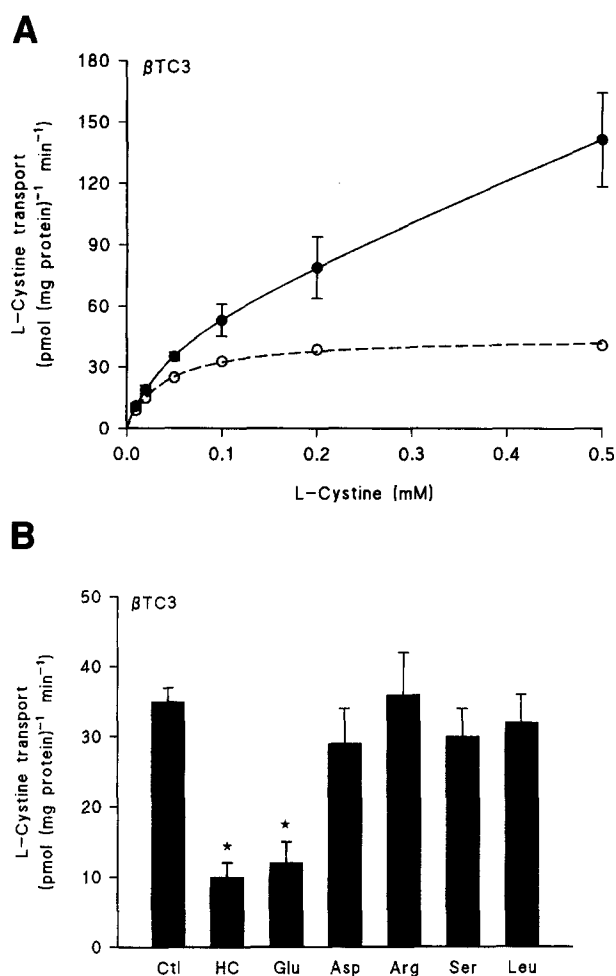 A
βTC3
L-Cystine transport
(pmol (mg protein)⁻¹ min⁻¹)
180
150
120
90
60
30
0
0.0 0.1 0.2 0.3 0.4 0.5
L-Cystine (mM)
B
βTC3
L-Cystine transport
(pmol (mg protein)⁻¹ min⁻¹)
50
40
30
20
10
0
* *
Ctl HC Glu Asp Arg Ser Leu